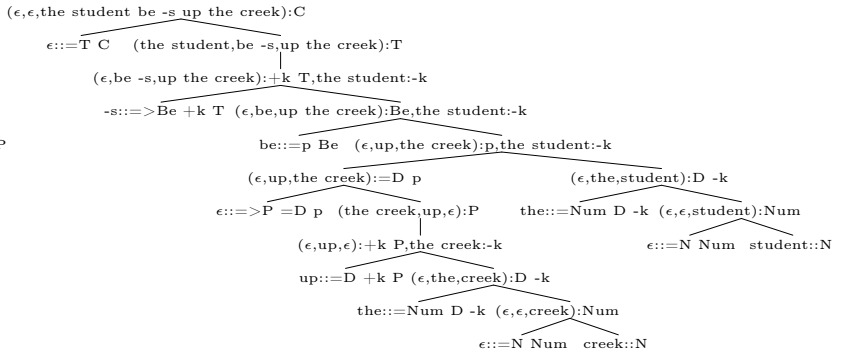 (ϵ,ϵ,the student be -s up the creek):C
ϵ::=T C (the student,be -s,up the creek):T
(ϵ,be -s,up the creek):+k T,the student:-k
-s::=>Be +k T (ϵ,be,up the creek):Be,the student:-k
P be::=p Be (ϵ,up,the creek):p,the student:-k
(ϵ,up,the creek):=D p (ϵ,the,student):D -k
ϵ::=>P =D p (the creek,up,ϵ):P the::=Num D -k (ϵ,ϵ,student):Num
(ϵ,up,ϵ):+k P,the creek:-k ϵ::=N Num student::N
up::=D +k P (ϵ,the,creek):D -k
the::=Num D -k (ϵ,ϵ,creek):Num
ϵ::=N Num creek::N